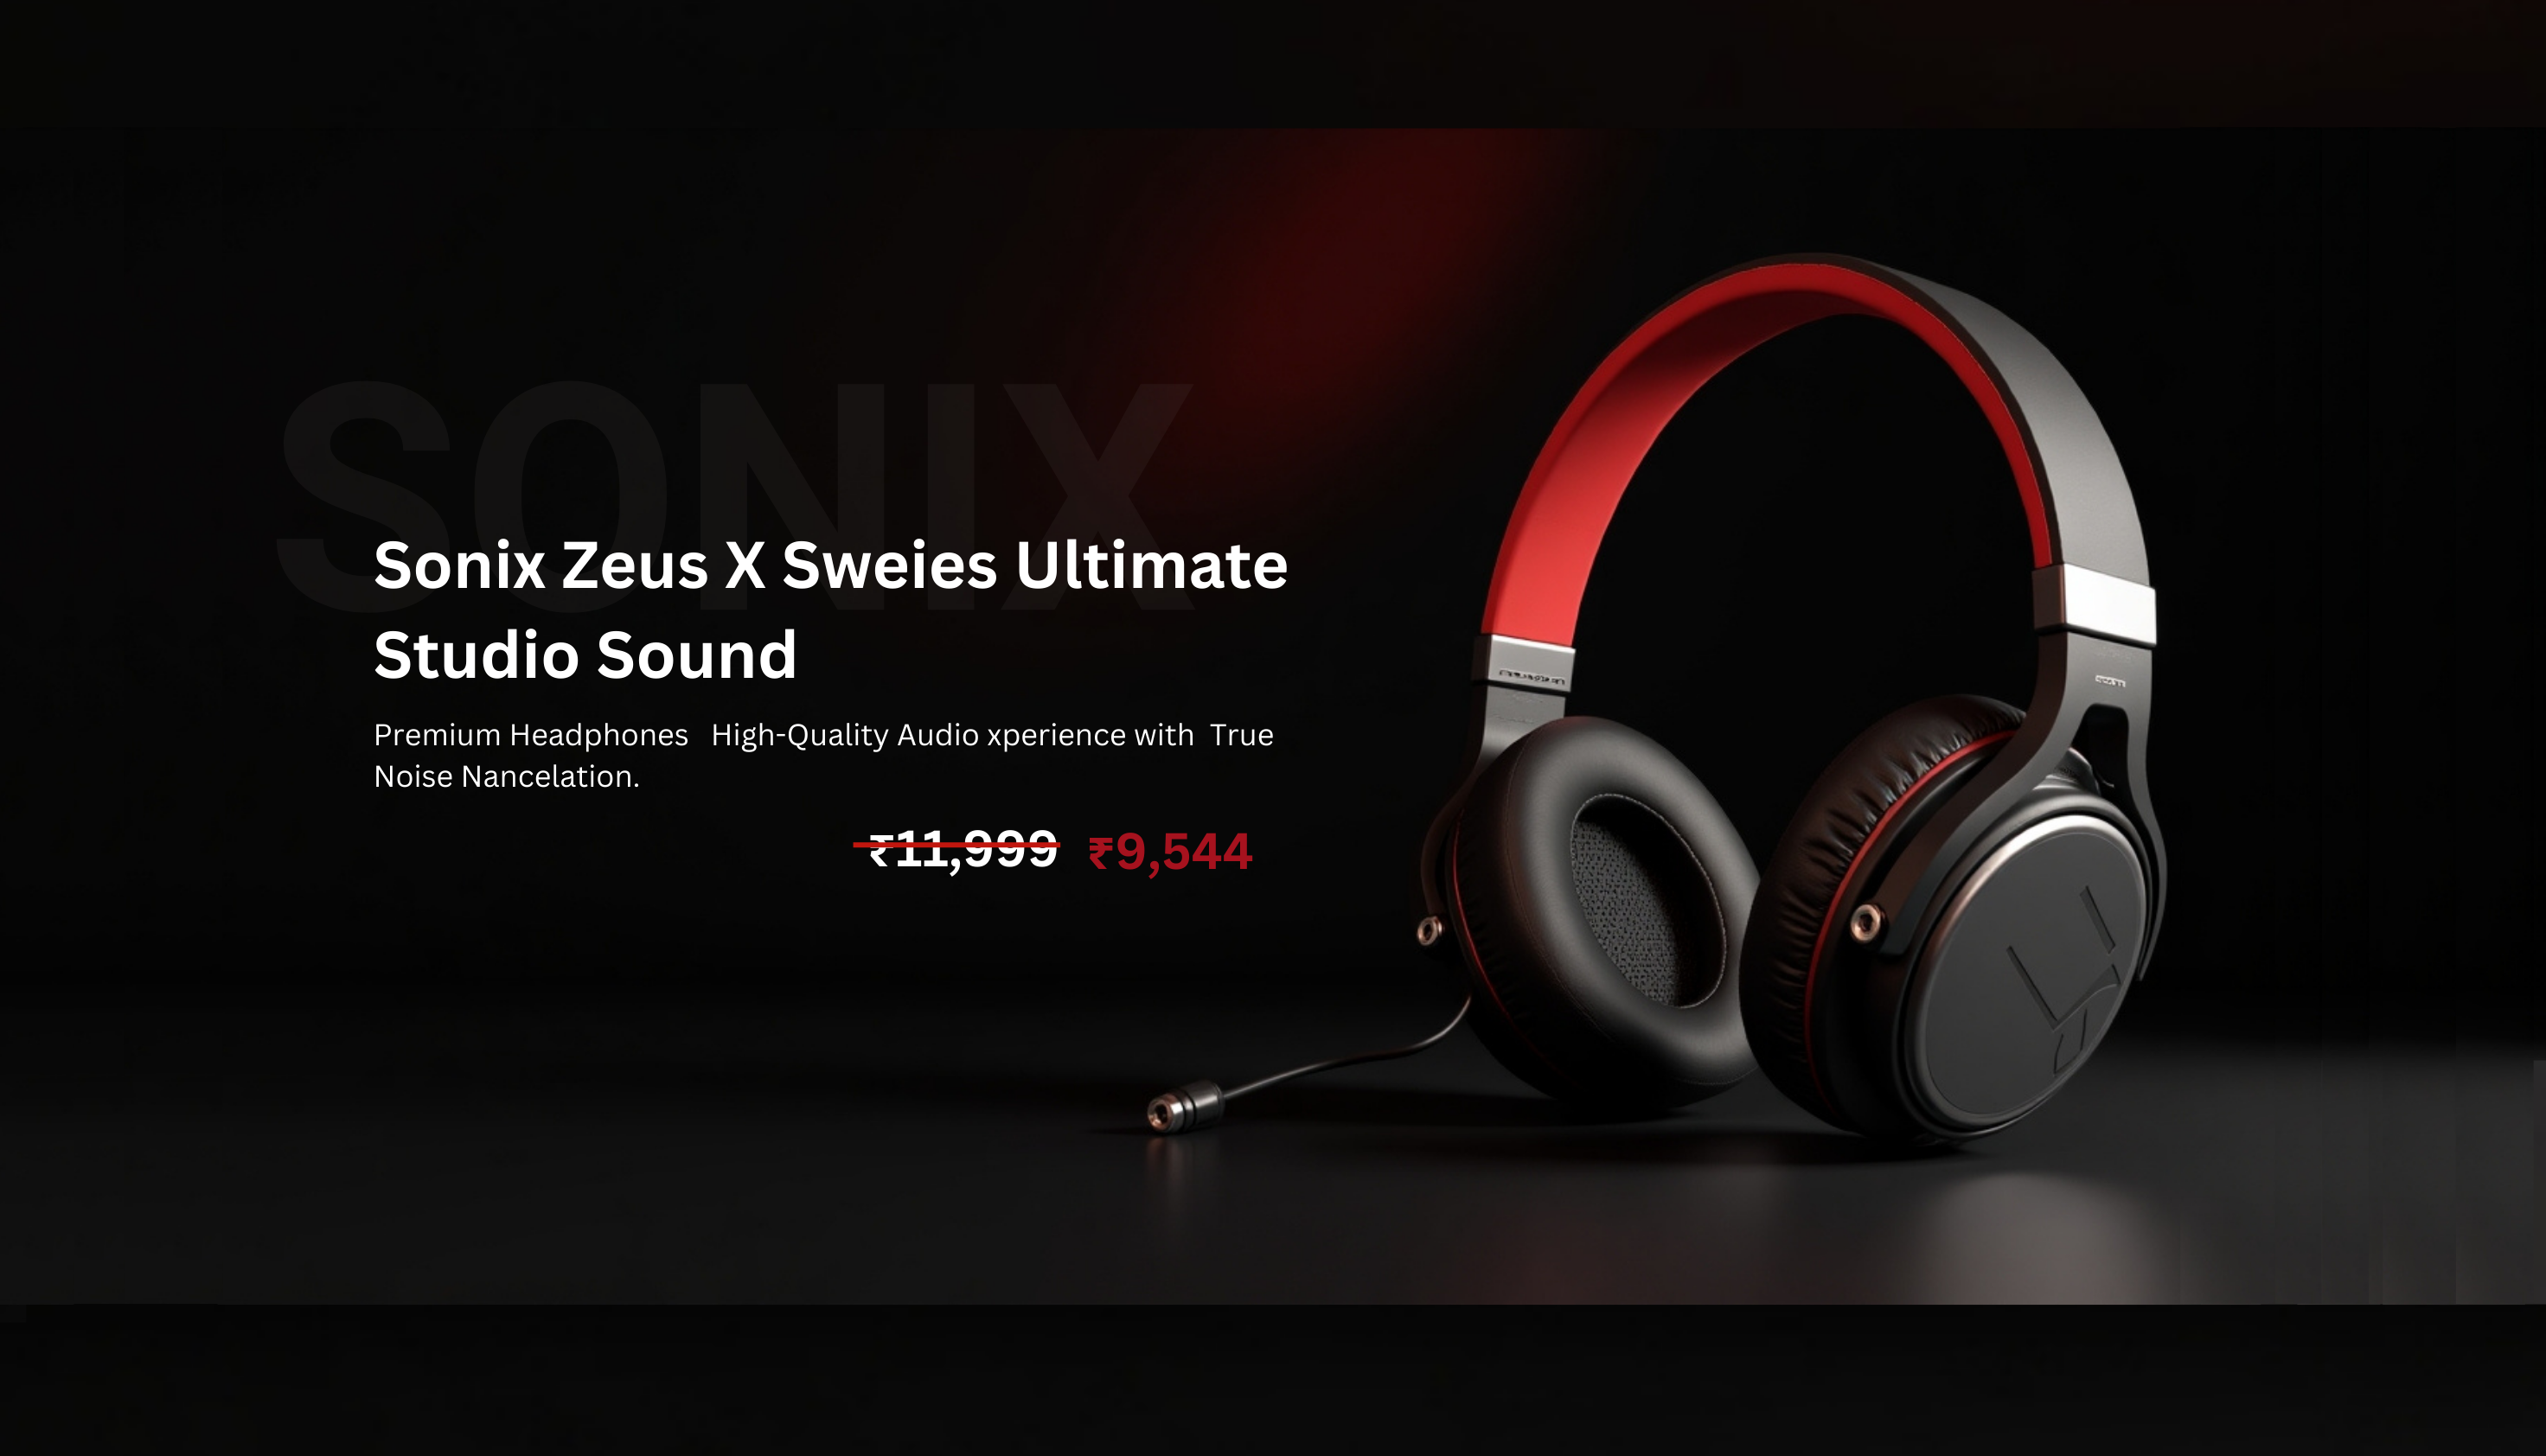 SONIX
Sonix Zeus X Sweies Ultimate
Studio Sound
Premium Headphones High-Quality Audio xperience with True
Noise Nancelation.
₹11,999 ₹9,544